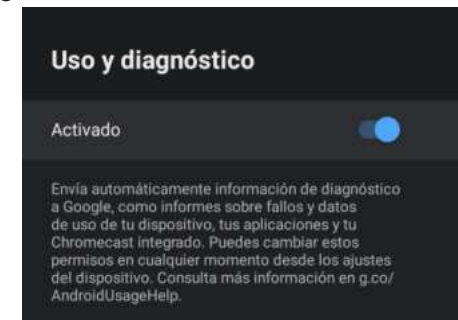 Uso y diagnóstico
Activado
Envía automáticamente información de diagnóstico
a Google, como informes sobre fallos y datos
de uso de tu dispositivo, tus aplicaciones y tu
Chromecast integrado. Puedes cambiar estos
permisos en cualquier momento desde los ajustes
del dispositivo. Consulta más información en g.co/
AndroidUsageHelp.